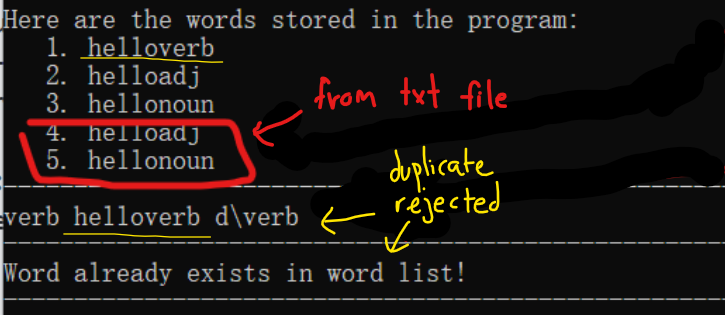 Here are the words stored in the program:
1. helloverb
2. helloadj
3. hellonoun
from txt file
4. helloadj
5. hellonoun
duplicate
rejected
verb helloverb d\verb
Word already exists in word list!